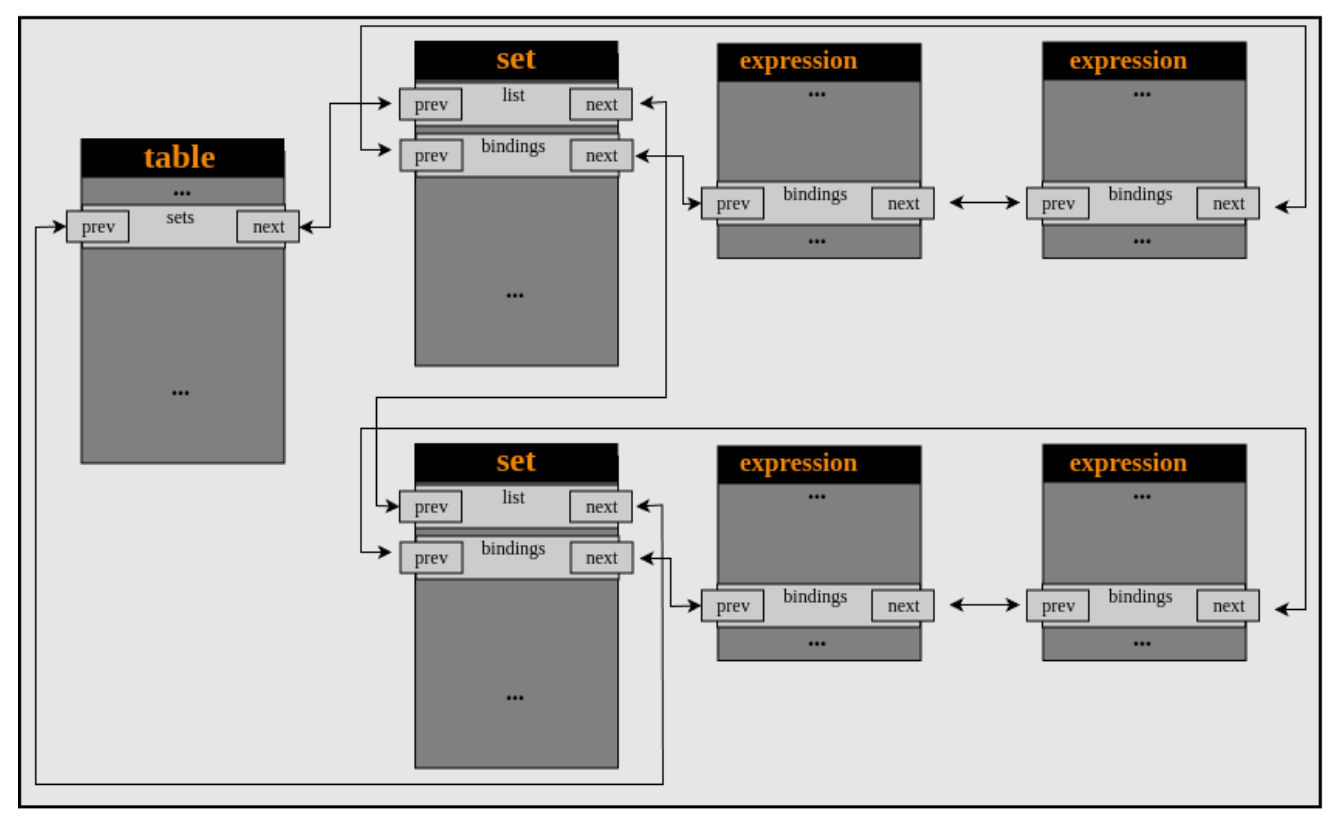 table
...
prev sets next
...
set
prev list next
prev bindings next
...
expression
...
prev bindings next
...
expression
...
prev bindings next
...
set
prev list next
prev bindings next
...
expression
...
prev bindings next
...
expression
...
prev bindings next
...